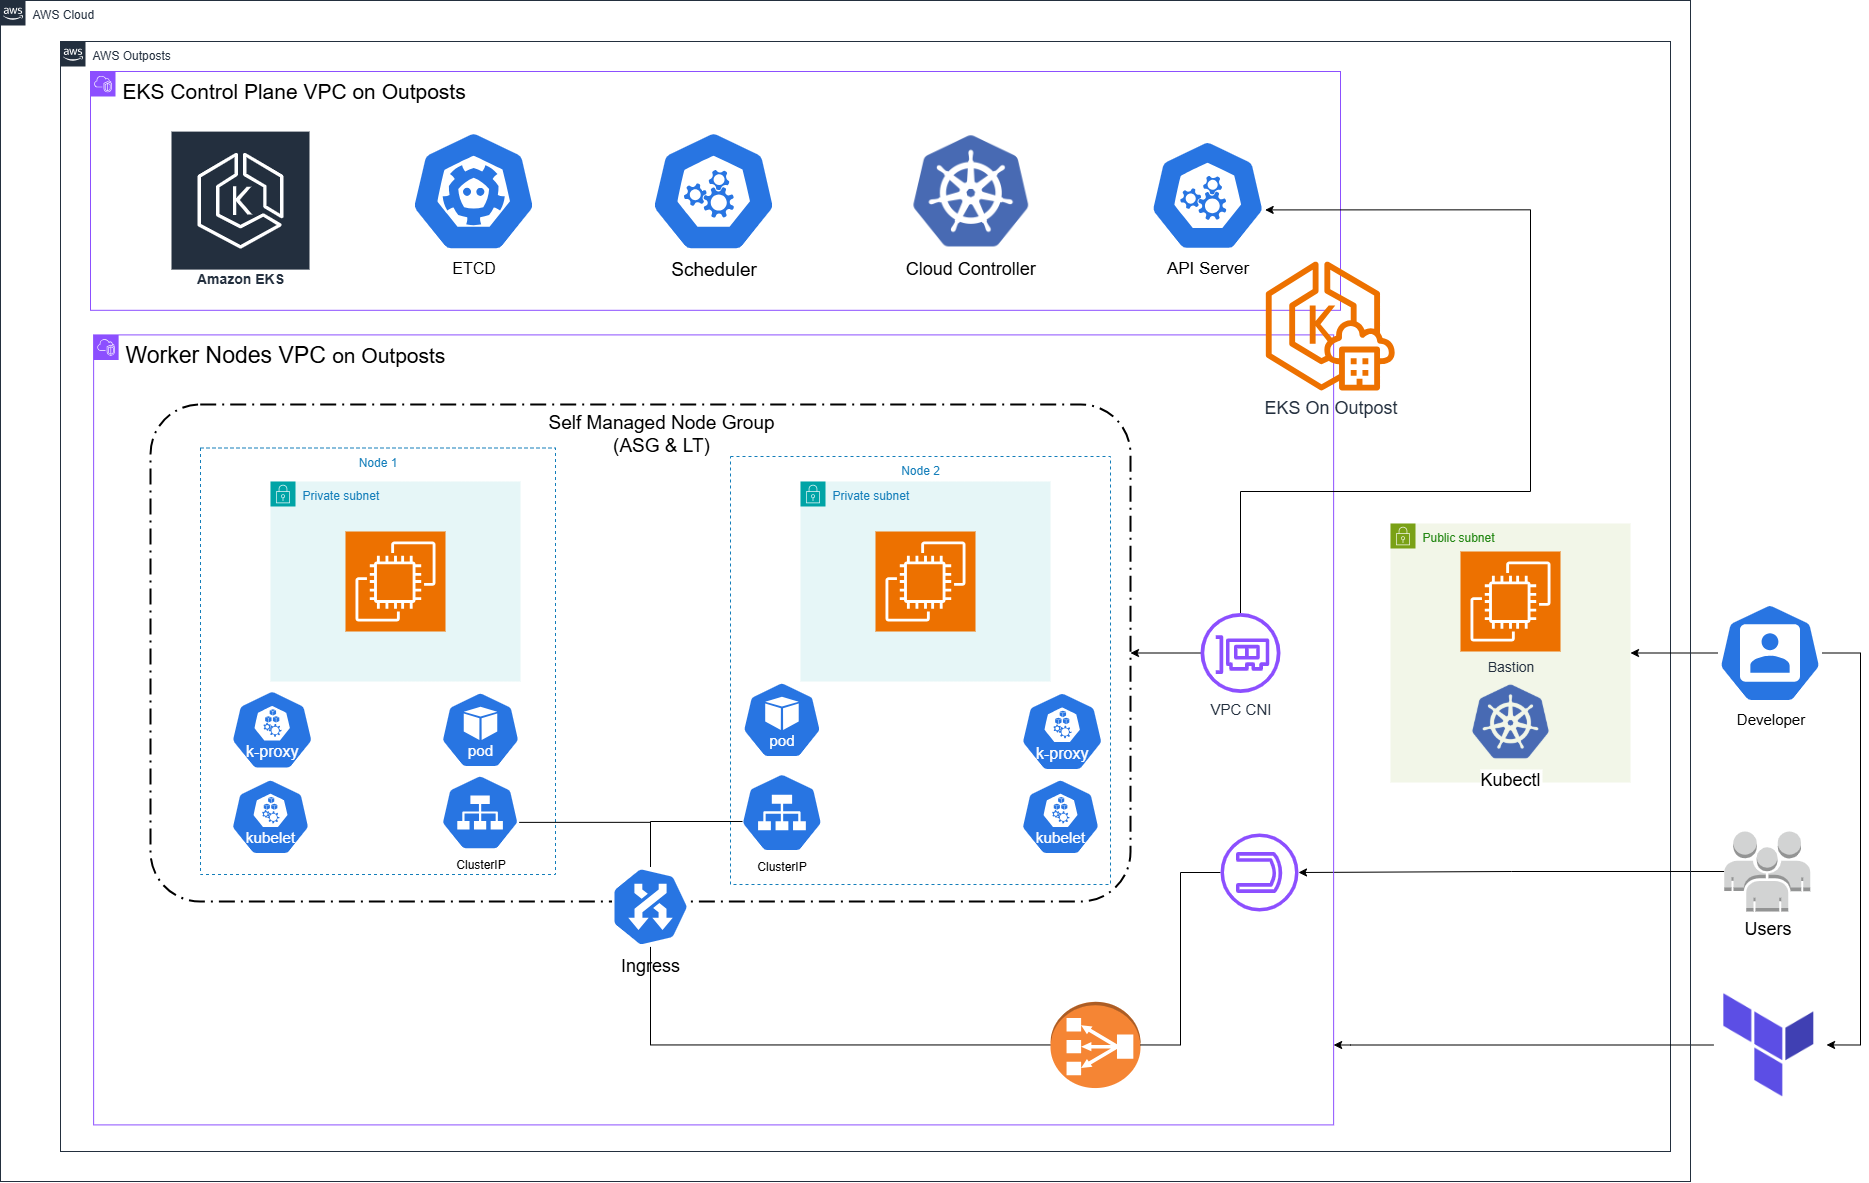 aws
AWS Cloud
aws
AWS Outposts
EKS Control Plane VPC on Outposts
K
Amazon EKS
ETCD
Scheduler
Cloud Controller
API Server
K
EKS On Outpost
Worker Nodes VPC on Outposts
Self Managed Node Group
(ASG & LT)
Node 1
Private subnet
k-proxy
pod
kubelet
ClusterIP
Node 2
Private subnet
pod
k-proxy
ClusterIP
kubelet
Ingress
VPC CNI
Public subnet
Bastion
Kubectl
Developer
Users